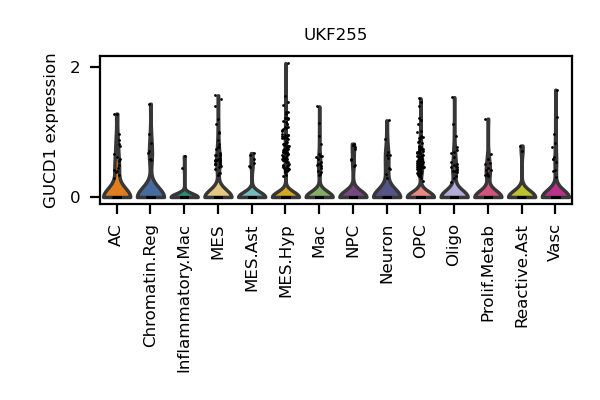 UKF255
GUCD1 expression
2
0
AC
Chromatin.Reg
Inflammatory.Mac
MES
MES.Ast
MES.Hyp
Mac
NPC
Neuron
OPC
Oligo
Prolif.Metab
Reactive.Ast
Vasc